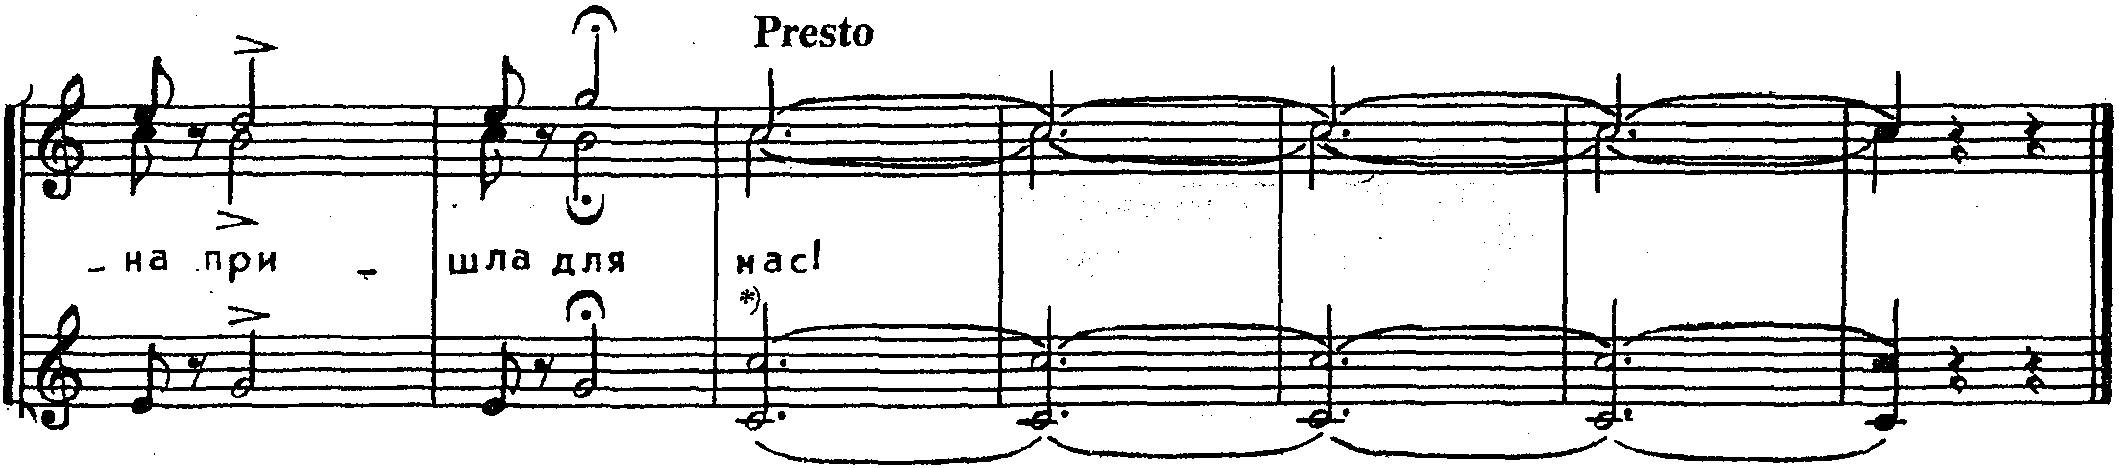 Presto
– на при – шла для нас!
*)